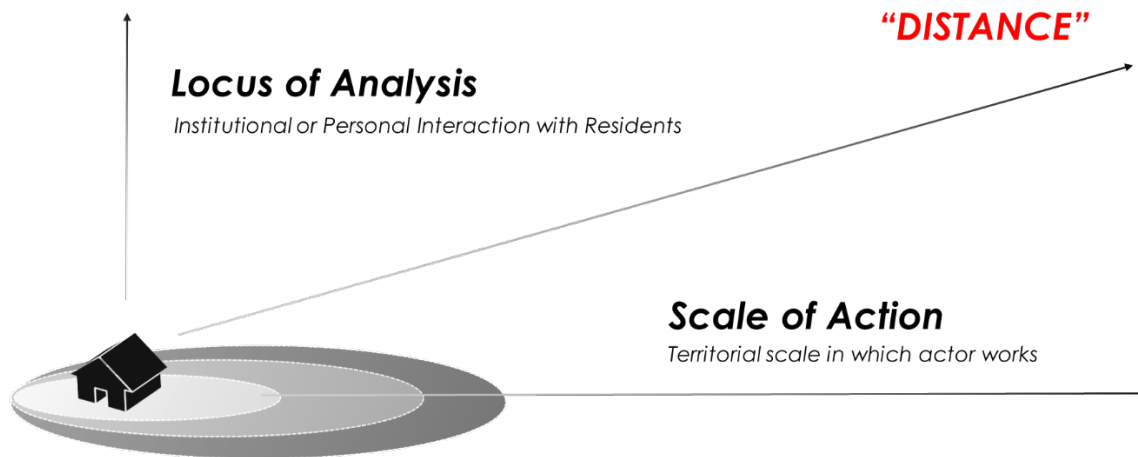 “DISTANCE”
Locus of Analysis
Institutional or Personal Interaction with Residents
Scale of Action
Territorial scale in which actor works